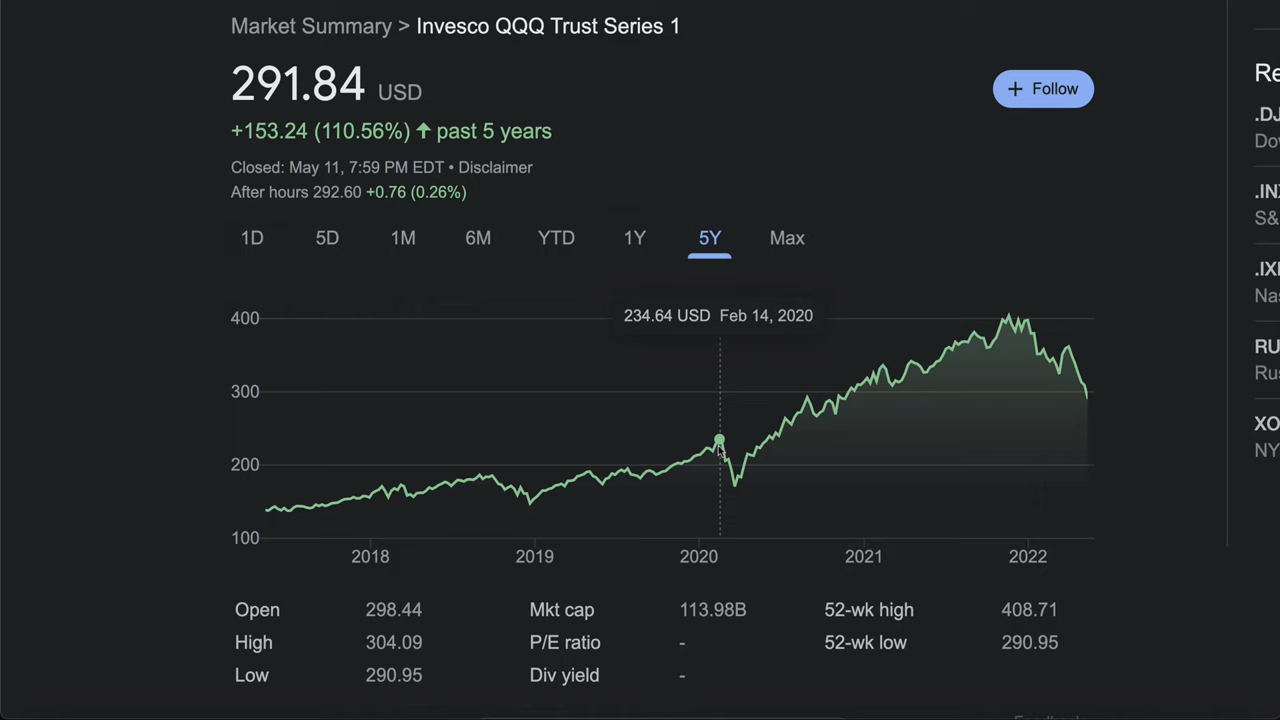 Market Summary > Invesco QQQ Trust Series 1
291.84 USD
+ Follow
+153.24 (110.56%) ↑ past 5 years
Closed: May 11, 7:59 PM EDT • Disclaimer
After hours 292.60 +0.76 (0.26%)
1D 5D 1M 6M YTD 1Y 5Y Max
234.64 USD Feb 14, 2020
400
300
200
100
2018 2019 2020 2021 2022
Open 298.44 Mkt cap 113.98B 52-wk high 408.71
High 304.09 P/E ratio - 52-wk low 290.95
Low 290.95 Div yield -
Re
.DJ
Dow
.INX
S&
.IXI
Nas
RU
Rus
XO
NY